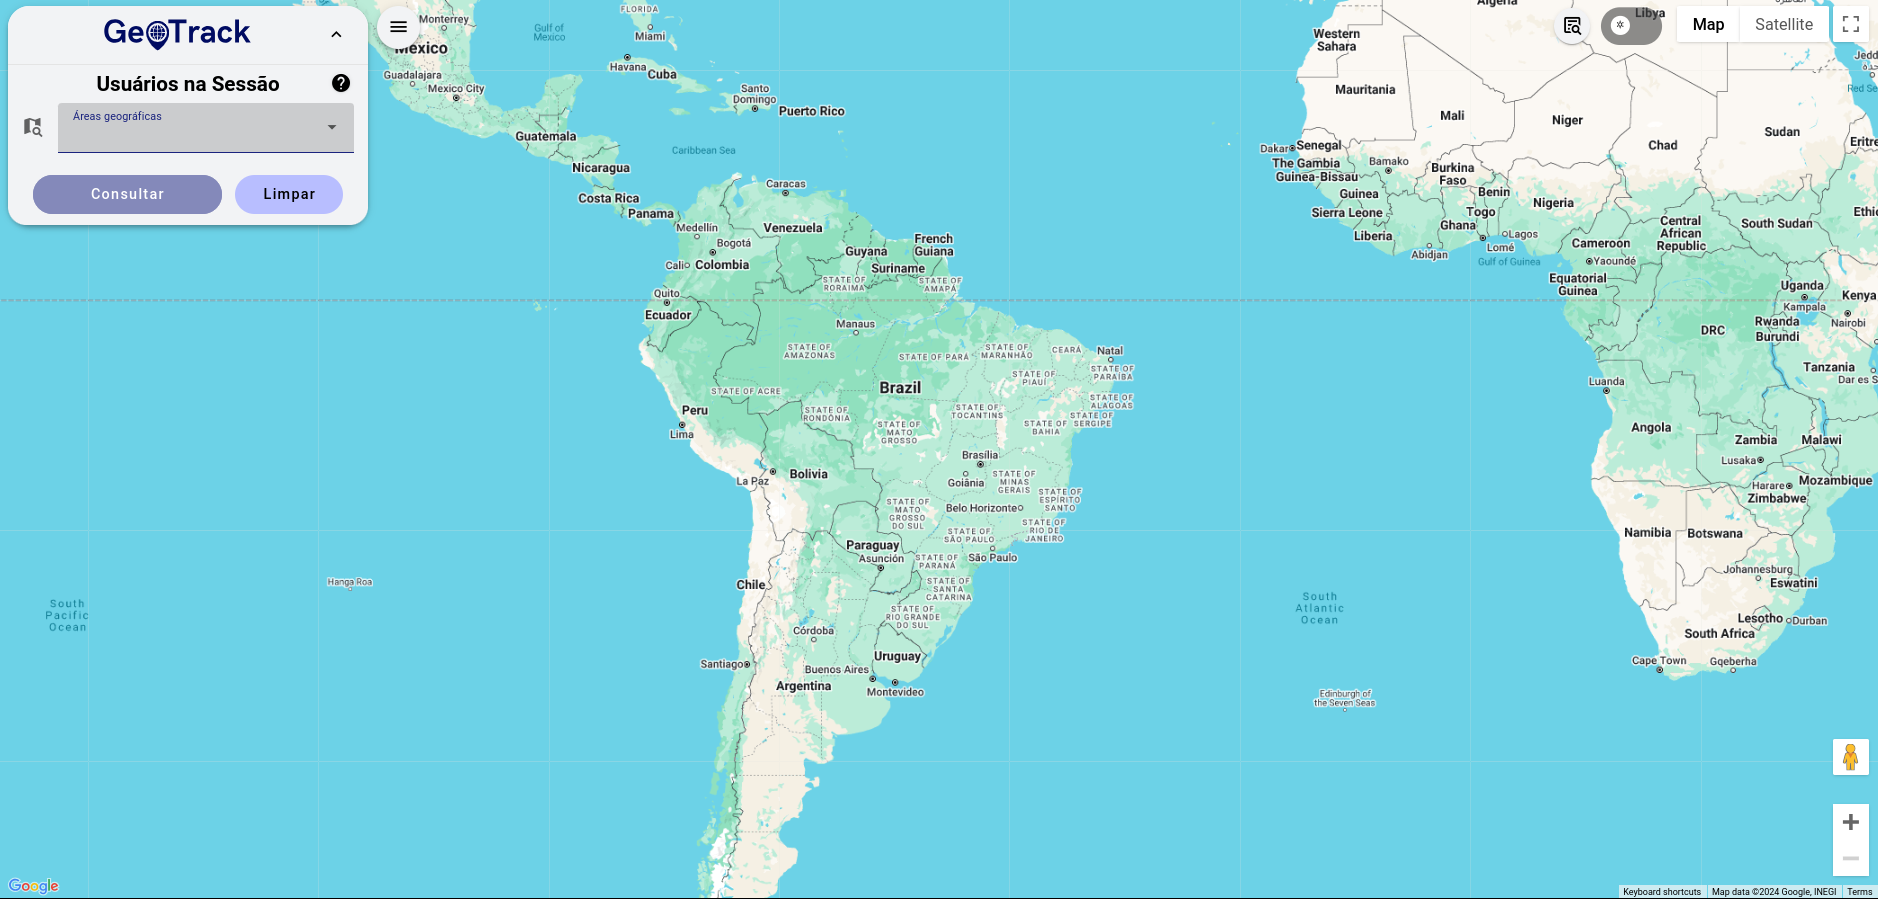 GeoTrack
Usuários na Sessão
?
Áreas geográficas
Consultar
Limpar
Map
Satellite
FLORIDA
Monterrey
Gulf of
Mexico
Miami
Mexico
Havana
Cuba
Guadalajara
Mexico City
Santo
Domingo
Puerto Rico
Guatemala
Caribbean Sea
Nicaragua
Costa Rica
Panama
Caracas
Medellín
Venezuela
Bogotá
Cali
Colombia
Guyana
French
Guiana
Suriname
STATE OF
RORAIMA
STATE OF
AMAPÁ
Quito
Ecuador
Manaus
STATE OF
AMAZONAS
STATE OF PARÁ
STATE OF
MARANHÃO
CEARÁ
Natal
STATE OF
PARAÍBA
STATE OF
PIAUÍ
STATE OF ACRE
Brazil
STATE OF
ALAGOAS
STATE OF
SERGIPE
Peru
Lima
STATE OF
RONDÔNIA
STATE OF
TOCANTINS
STATE OF
MATO
GROSSO
STATE OF
BAHIA
Brasília
Goiânia
La Paz
Bolivia
STATE OF
MINAS
GERAIS
STATE OF
ESPÍRITO
SANTO
STATE OF
MATO
GROSSO
DO SUL
Belo Horizonte
STATE OF
RIO DE
JANEIRO
STATE OF
SÃO PAULO
São Paulo
Paraguay
Asunción
STATE OF
PARANÁ
STATE OF
SANTA
CATARINA
STATE OF
RIO GRANDE
DO SUL
Chile
Hanga Roa
South
Pacific
Ocean
Córdoba
Santiago
Uruguay
Buenos Aires
Argentina
Montevideo
South
Atlantic
Ocean
Edinburgh of
the Seven Seas
Algeria
Libya
Western
Sahara
Mauritania
Mali
Niger
Chad
Sudan
Dakar
Senegal
The Gambia
Guinea-Bissau
Bamako
Burkina
Faso
Guinea
Benin
Togo
Sierra Leone
Ghana
Nigeria
Liberia
Lagos
Lomé
Abidjan
Gulf of Guinea
Cameroon
Yaoundé
Central
African
Republic
South Sudan
Equatorial
Guinea
Uganda
Kampala
Kenya
Nairobi
DRC
Rwanda
Burundi
Tanzania
Luanda
Angola
Zambia
Malawi
Lusaka
Harare
Mozambique
Zimbabwe
Namibia
Botswana
Johannesburg
Eswatini
Lesotho
Durban
South Africa
Cape Town
Gqeberha
Google
Keyboard shortcuts
Map data ©2024 Google, INEGI
Terms